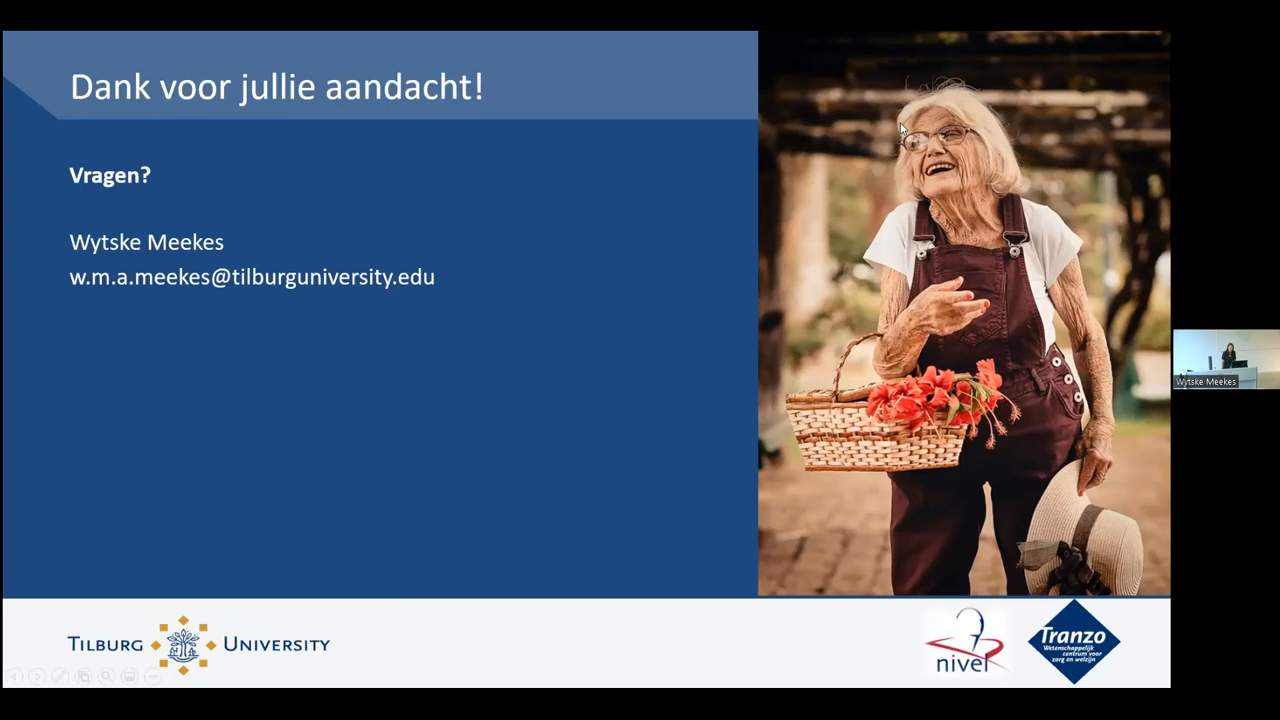 Dank voor jullie aandacht!
Vragen?
Wytske Meekes
w.m.a.meekes@tilburguniversity.edu
Wytske Meekes
TILBURG UNIVERSITY
nivel
Tranzo
Wetenschappelijk
centrum voor
zorg en welzijn